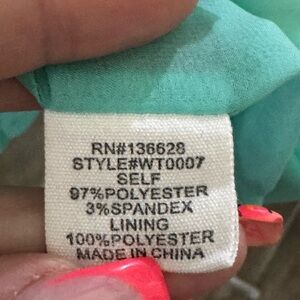 RN#136628
STYLE#WT0007
SELF
97%POLYESTER
3%SPANDEX
LINING
100%POLYESTER
MADE IN CHINA